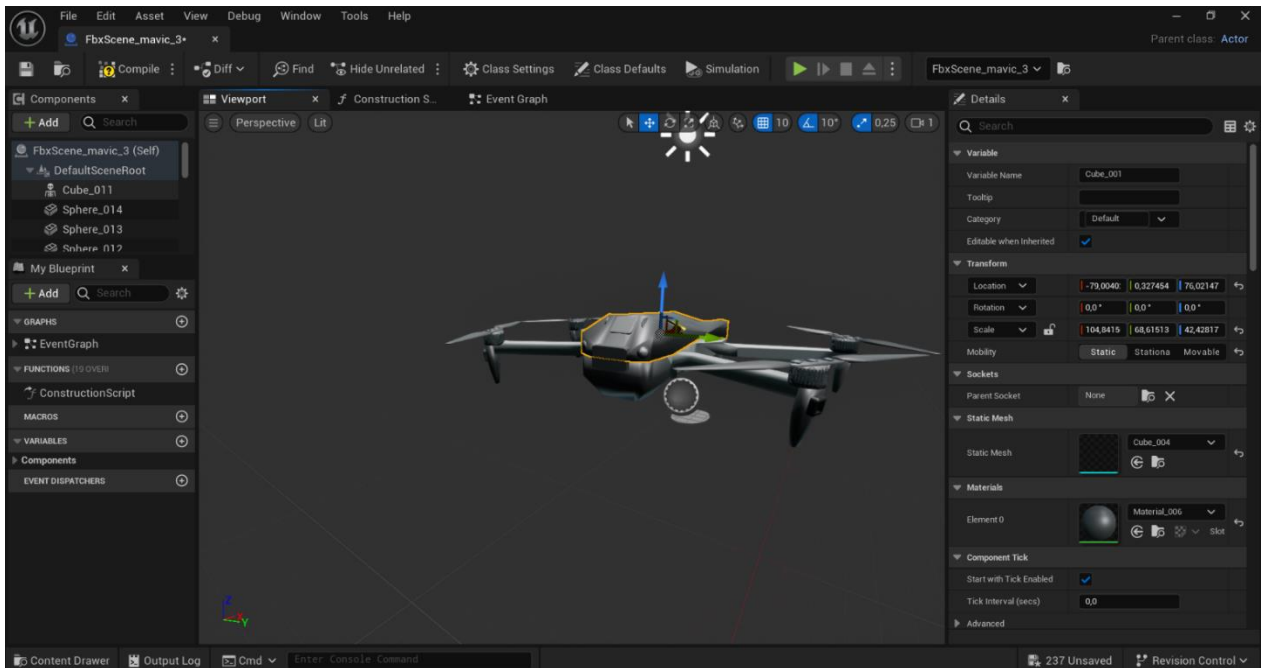 File Edit Asset View Debug Window Tools Help
FbxScene_mavic_3•
Parent class: Actor
Compile Diff Find Hide Unrelated Class Settings Class Defaults Simulation FbxScene_mavic_3
Components
+ Add Search
FbxScene_mavic_3 (Self)
DefaultSceneRoot
Cube_011
Sphere_014
Sphere_013
Sphere_012
My Blueprint
+ Add Search
GRAPHS
EventGraph
FUNCTIONS (19 OVERI
ConstructionScript
MACROS
VARIABLES
Components
EVENT DISPATCHERS
Viewport Construction S... Event Graph
Perspective Lit 10 10° 0,25 1
Z
X
Y
Details
Search
Variable
Variable Name Cube_001
Tooltip
Category Default
Editable when Inherited
Transform
Location -79,0040: 0,327454 76,02147
Rotation 0,0 ° 0,0 ° 0,0 °
Scale 104,8415 68,61513 42,42817
Mobility Static Stationa Movable
Sockets
Parent Socket None
Static Mesh
Static Mesh Cube_004
Materials
Element 0 Material_006
Slot
Component Tick
Start with Tick Enabled
Tick Interval (secs) 0,0
Advanced
Content Drawer Output Log Cmd Enter Console Command 237 Unsaved Revision Control